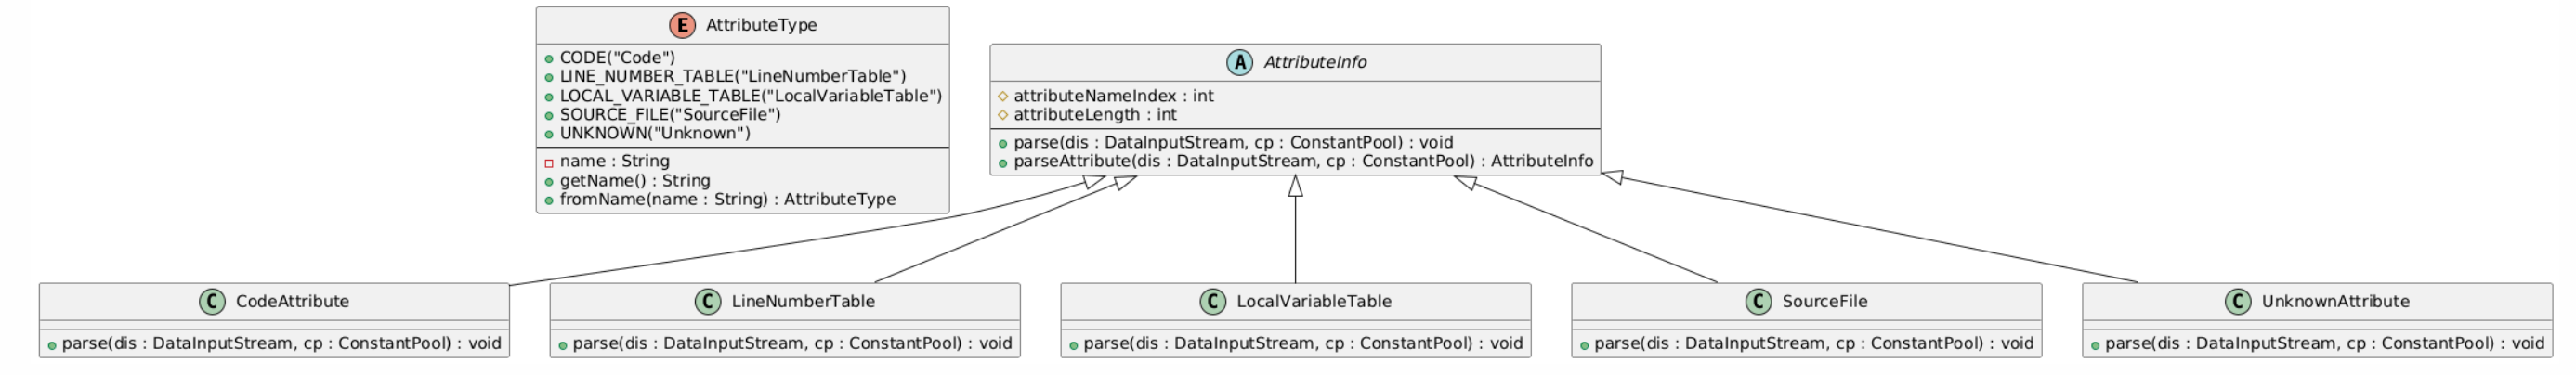 E AttributeType
CODE("Code")
LINE_NUMBER_TABLE("LineNumberTable")
LOCAL_VARIABLE_TABLE("LocalVariableTable")
SOURCE_FILE("SourceFile")
UNKNOWN("Unknown")
name : String
getName() : String
fromName(name : String) : AttributeType
A AttributeInfo
attributeNameIndex : int
attributeLength : int
parse(dis : DataInputStream, cp : ConstantPool) : void
parseAttribute(dis : DataInputStream, cp : ConstantPool) : AttributeInfo
C CodeAttribute
parse(dis : DataInputStream, cp : ConstantPool) : void
C LineNumberTable
parse(dis : DataInputStream, cp : ConstantPool) : void
C LocalVariableTable
parse(dis : DataInputStream, cp : ConstantPool) : void
C SourceFile
parse(dis : DataInputStream, cp : ConstantPool) : void
C UnknownAttribute
parse(dis : DataInputStream, cp : ConstantPool) : void